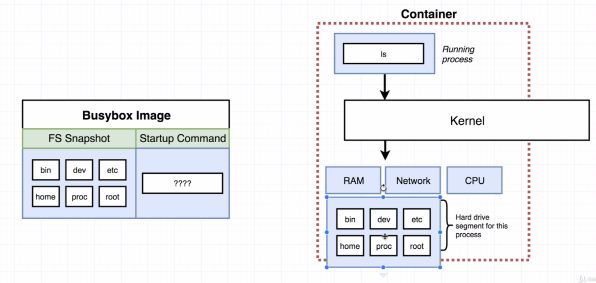 Container
ls
Running
process
Busybox Image
FS Snapshot
Startup Command
bin
dev
etc
home
proc
root
????
Kernel
RAM
Network
CPU
bin
dev
etc
home
proc
root
Hard drive
segment for this
process